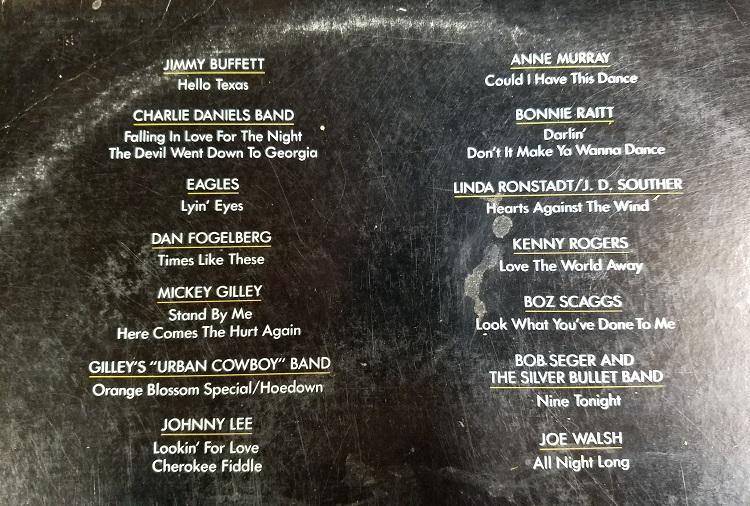 JIMMY BUFFETT
Hello Texas
CHARLIE DANIELS BAND
Falling In Love For The Night
The Devil Went Down To Georgia
EAGLES
Lyin' Eyes
DAN FOGELBERG
Times Like These
MICKEY GILLEY
Stand By Me
Here Comes The Hurt Again
GILLEY'S "URBAN COWBOY" BAND
Orange Blossom Special/Hoedown
JOHNNY LEE
Lookin' For Love
Cherokee Fiddle
ANNE MURRAY
Could I Have This Dance
BONNIE RAITT
Darlin'
Don't It Make Ya Wanna Dance
LINDA RONSTADT/J. D. SOUTHER
Hearts Against The Wind
KENNY ROGERS
Love The World Away
BOZ SCAGGS
Look What You've Done To Me
BOB SEGER AND
THE SILVER BULLET BAND
Nine Tonight
JOE WALSH
All Night Long